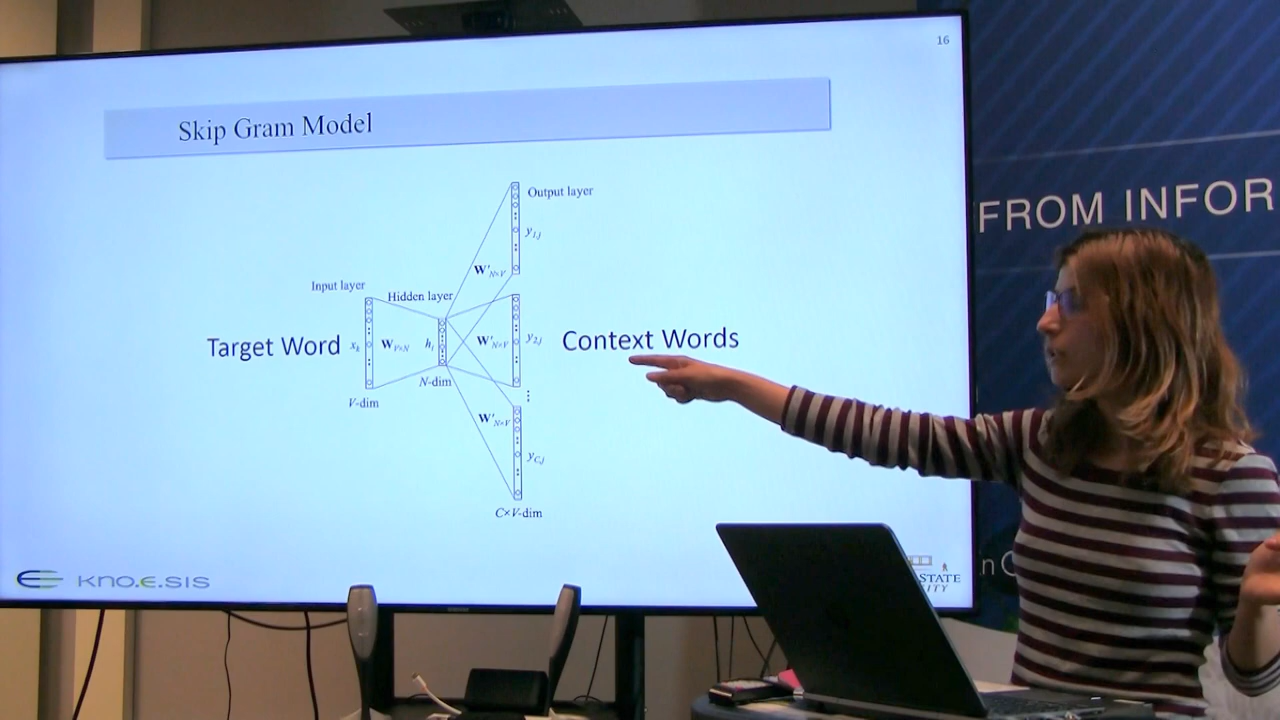 16
Skip Gram Model
Output layer
y1,j
W'N×V
Input layer
Hidden layer
Target Word
xk
WV×N
hi
W'N×V
y2,j
Context Words
N-dim
V-dim
W'N×V
yC,j
C×V-dim
KNO.E.SIS
STATE
FROM INFOR